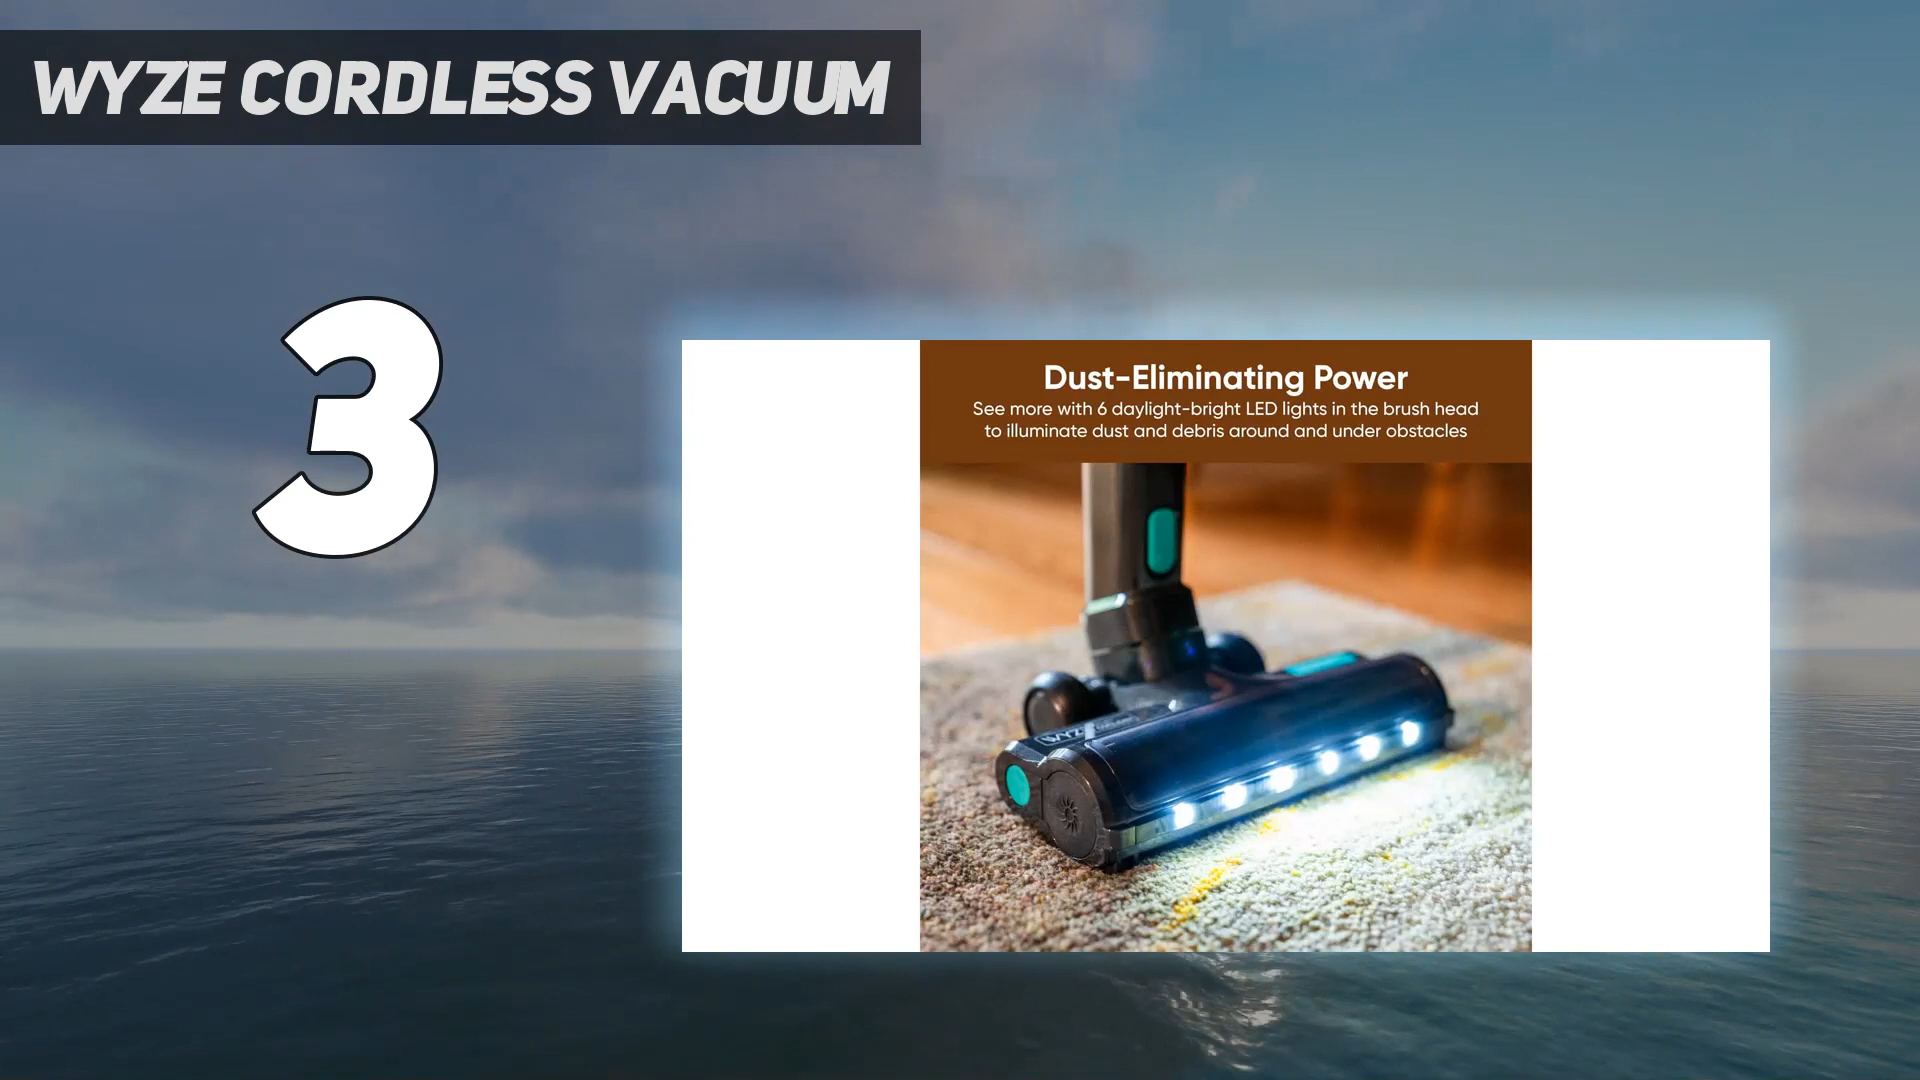 WYZE CORDLESS VACUUM
3
Dust-Eliminating Power
See more with 6 daylight-bright LED lights in the brush head
to illuminate dust and debris around and under obstacles
WYZE